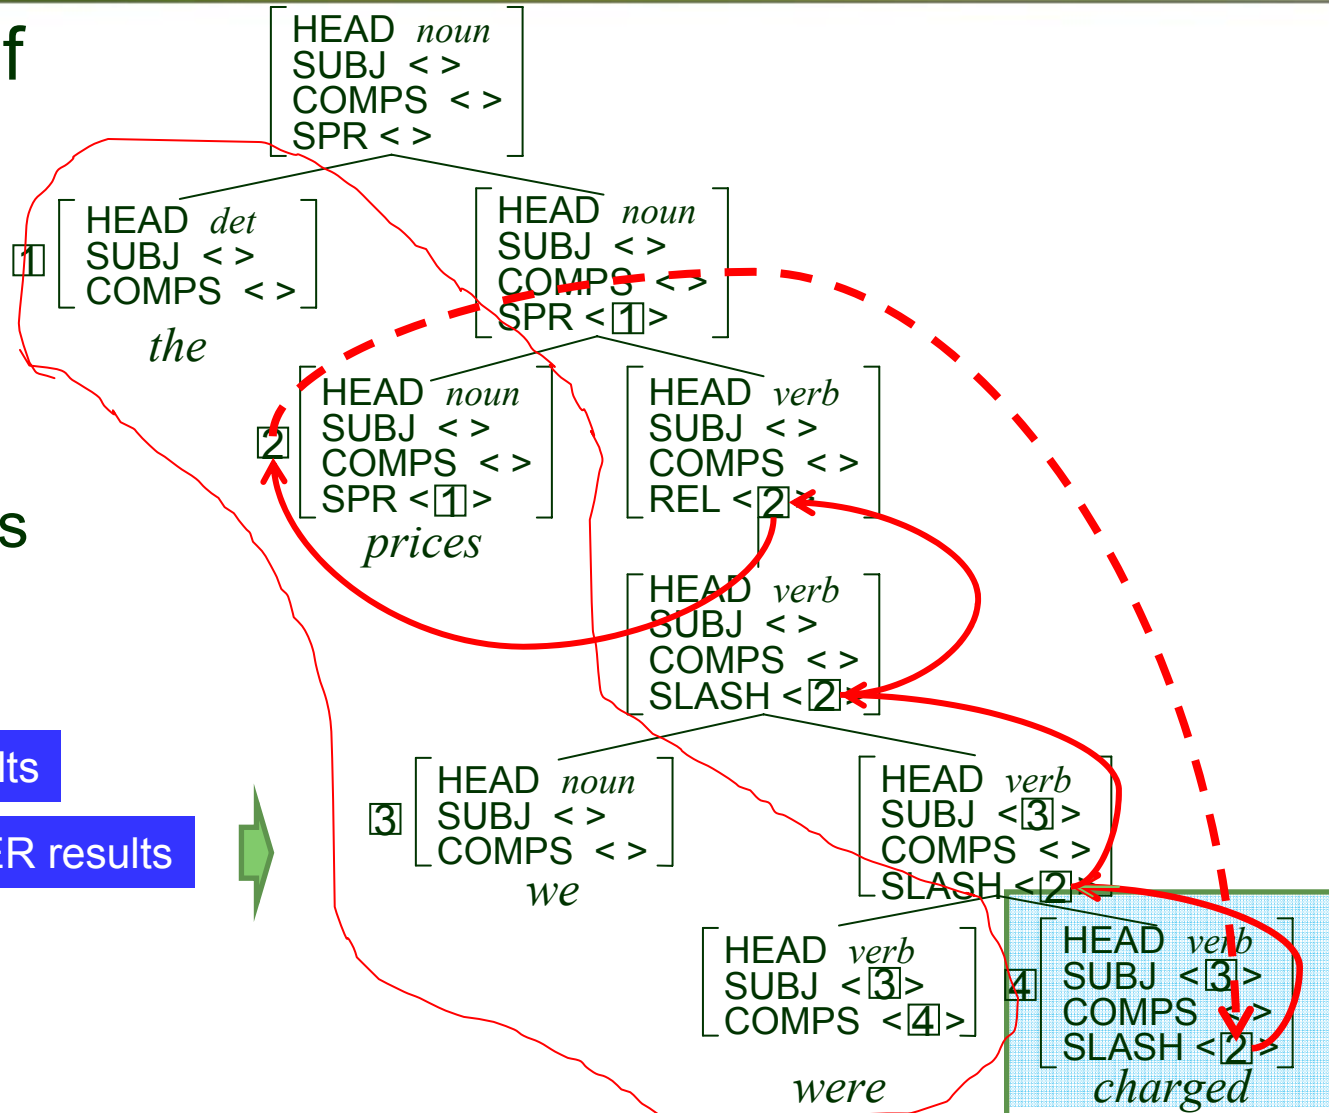 f
HEAD noun
SUBJ < >
COMPS < >
SPR < >
1
HEAD det
SUBJ < >
COMPS < >
the
HEAD noun
SUBJ < >
COMPS < >
SPR < 1 >
2
HEAD noun
SUBJ < >
COMPS < >
SPR < 1 >
prices
HEAD verb
SUBJ < >
COMPS < >
REL < 2 >
s
HEAD verb
SUBJ < >
COMPS < >
SLASH < 2 >
lts
ER results
3
HEAD noun
SUBJ < >
COMPS < >
we
HEAD verb
SUBJ < 3 >
COMPS < >
SLASH < 2 >
HEAD verb
SUBJ < 3 >
COMPS < 4 >
were
4
HEAD verb
SUBJ < 3 >
COMPS < >
SLASH < 2 >
charged